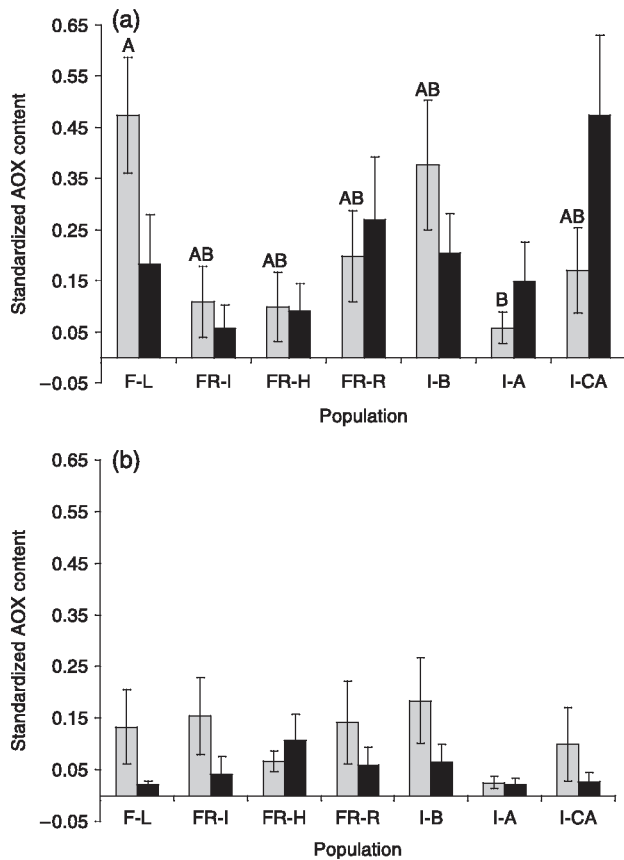 (a)
0.65
0.55
0.45
0.35
0.25
0.15
0.05
−0.05
Standardized AOX content
A
AB
AB
AB
AB
B
AB
F-L FR-I FR-H FR-R I-B I-A I-CA
Population
(b)
0.65
0.55
0.45
0.35
0.25
0.15
0.05
−0.05
Standardized AOX content
F-L FR-I FR-H FR-R I-B I-A I-CA
Population